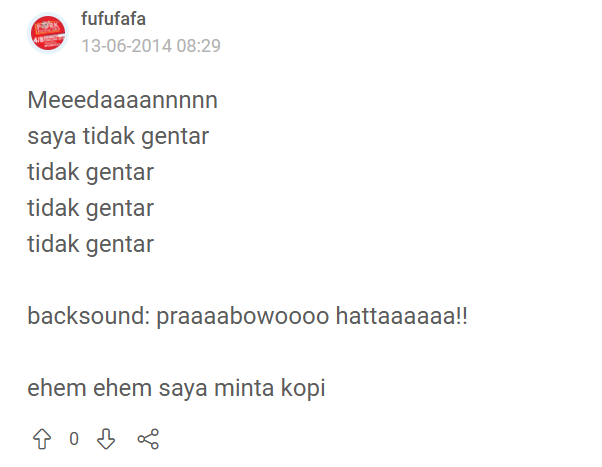 fufufafa
13-06-2014 08:29
Meeedaaaannnnn
saya tidak gentar
tidak gentar
tidak gentar
tidak gentar
backsound: praaaabowoooo hattaaaaaa!!
ehem ehem saya minta kopi
0